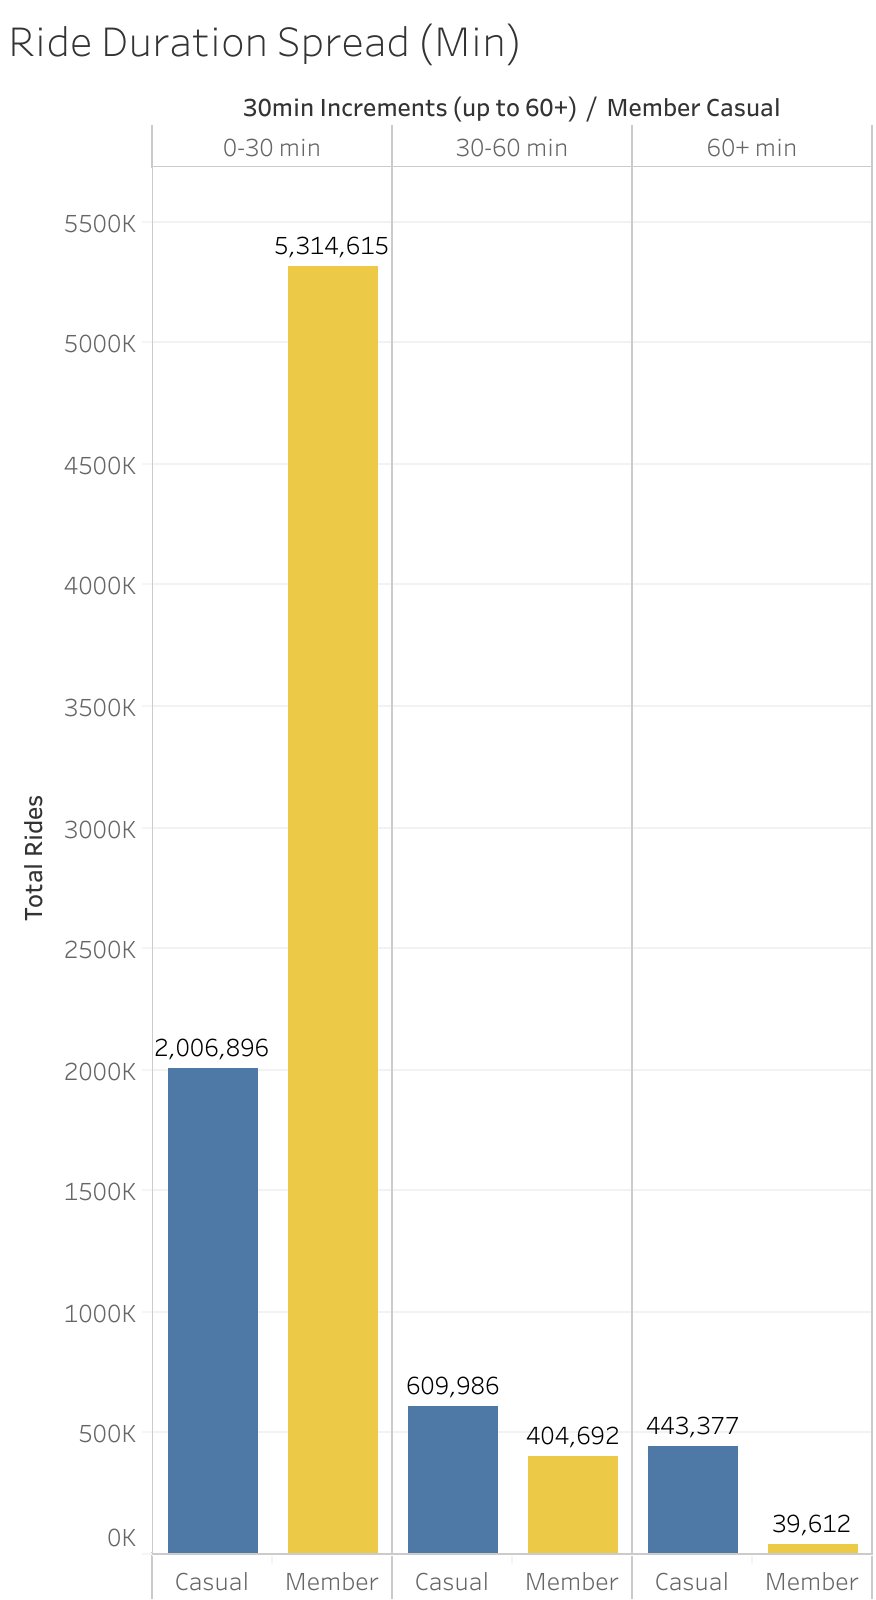 Ride Duration Spread (Min)
30min Increments (up to 60+) / Member Casual
0-30 min 30-60 min 60+ min
5500K
5,314,615
5000K
4500K
4000K
3500K
3000K
Total Rides
2500K
2,006,896
2000K
1500K
1000K
609,986
500K
443,377
404,692
39,612
0K
Casual Member Casual Member Casual Member